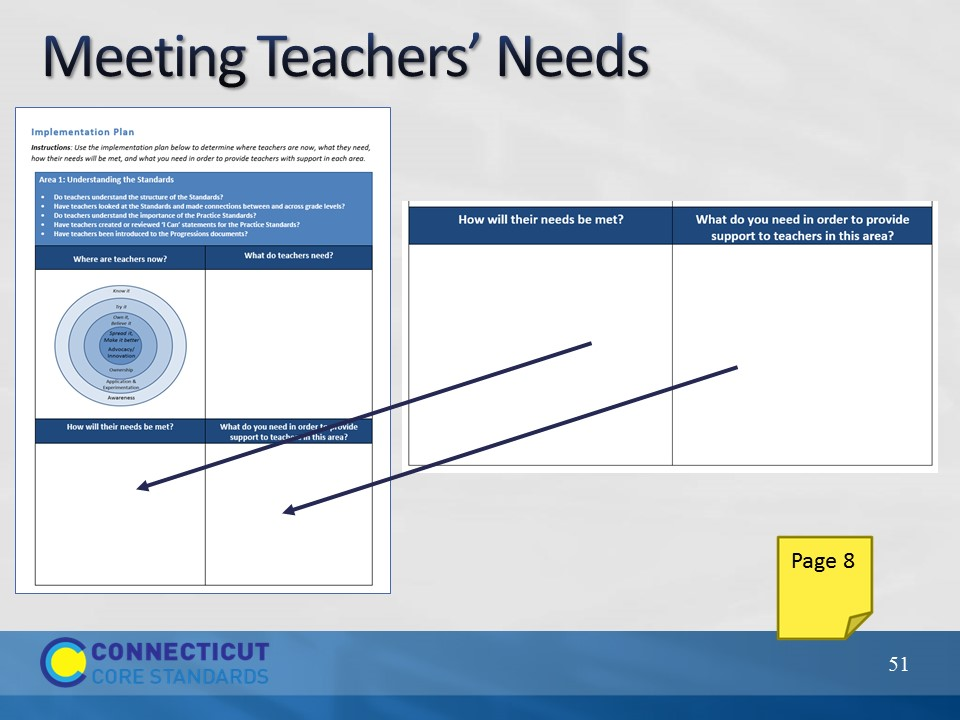 Meeting Teachers’ Needs
Implementation Plan
Instructions: Use the implementation plan below to determine where teachers are now, what they need,
how their needs will be met, and what you need in order to provide teachers with support in each area.
Area 1: Understanding the Standards
• Do teachers understand the structure of the Standards?
• Have teachers looked at the Standards and made connections between and across grade levels?
• Do teachers understand the importance of the Practice Standards?
• Have teachers created or reviewed ‘I Can’ statements for the Practice Standards?
• Have teachers been introduced to the Progressions documents?
Where are teachers now?
What do teachers need?
Know it
Try it
Own it,
Believe it
Spread it,
Make it better
Advocacy/
Innovation
Ownership
Application &
Experimentation
Awareness
How will their needs be met?
What do you need in order to provide
support to teachers in this area?
How will their needs be met?
What do you need in order to provide
support to teachers in this area?
Page 8
CONNECTICUT
CORE STANDARDS
51